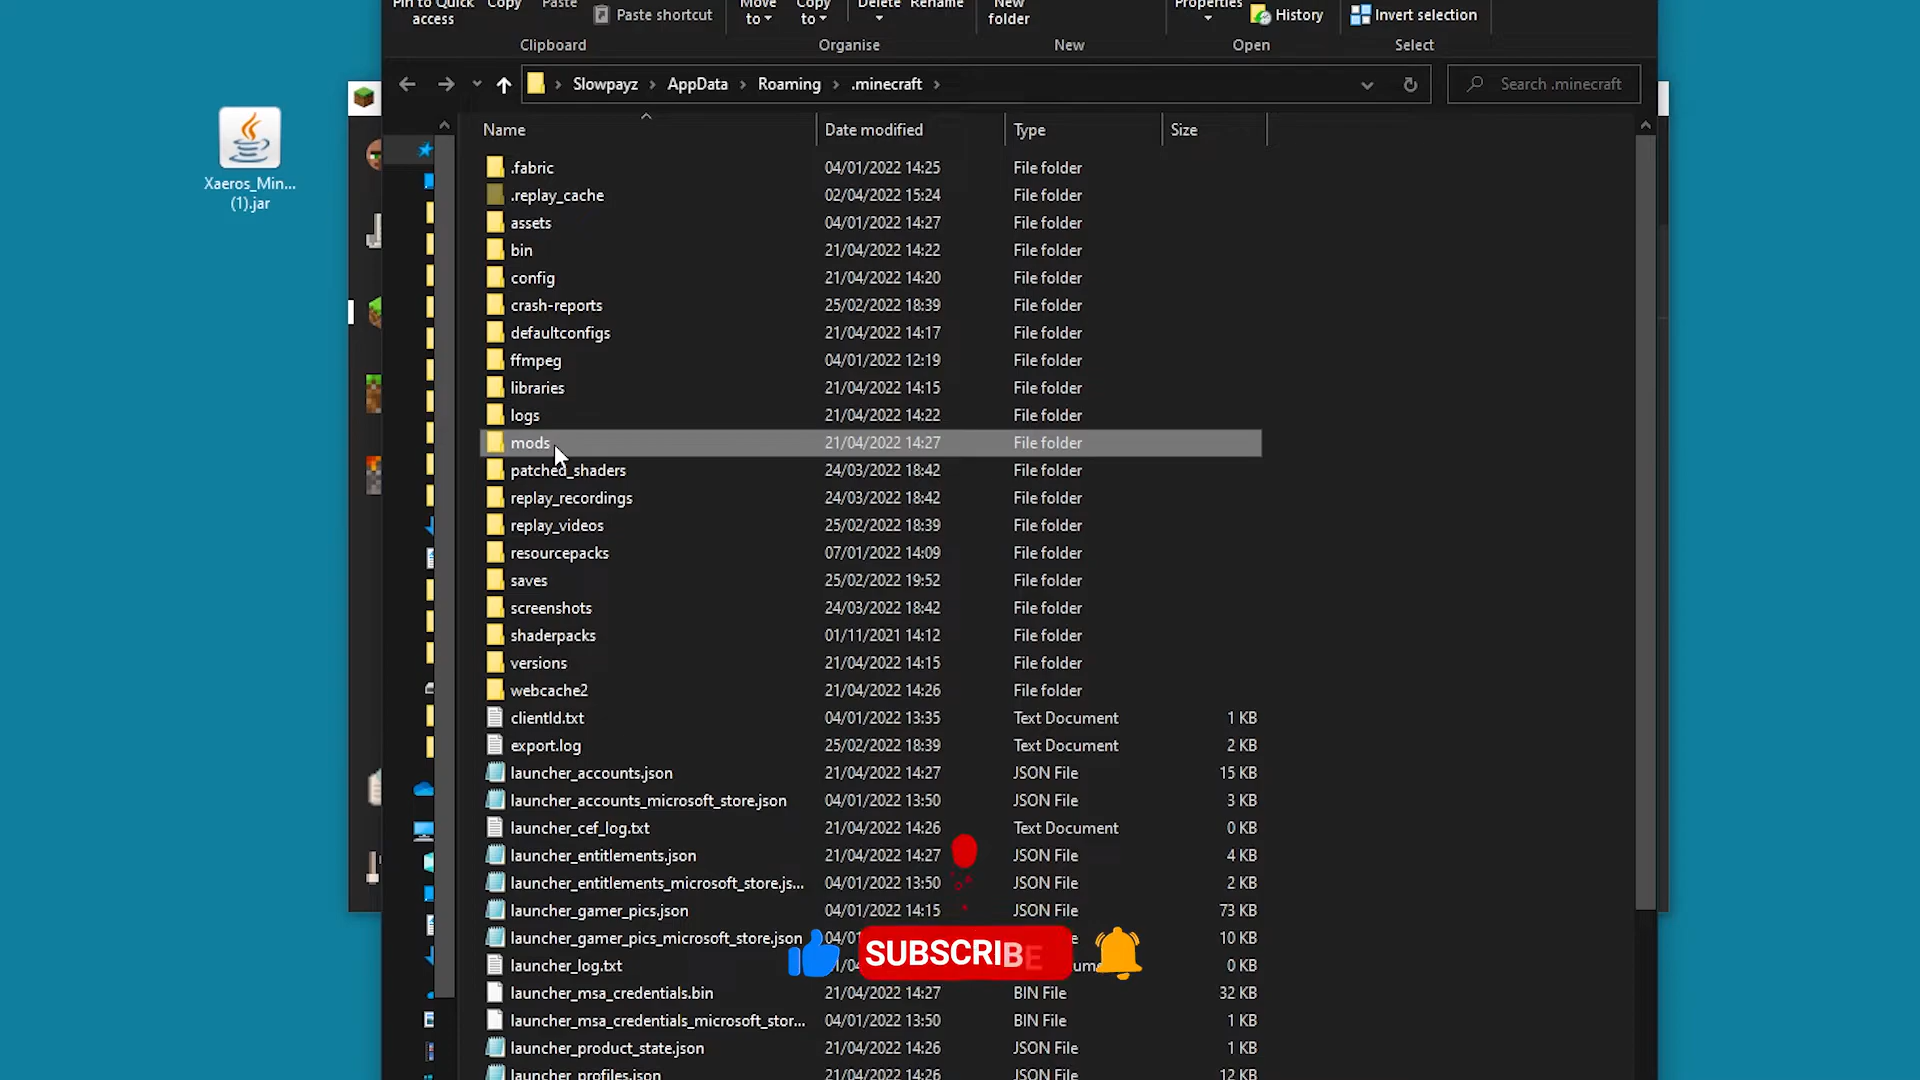 Pin to Quick access
Copy
Paste
Paste shortcut
Move to
Copy to
Delete
Rename
New folder
Properties
History
Invert selection
Clipboard
Organise
New
Open
Select
Slowpayz > AppData > Roaming > .minecraft >
Search .minecraft
Xaeros_Min...
(1).jar
Name Date modified Type Size
.fabric 04/01/2022 14:25 File folder
.replay_cache 02/04/2022 15:24 File folder
assets 04/01/2022 14:27 File folder
bin 21/04/2022 14:22 File folder
config 21/04/2022 14:20 File folder
crash-reports 25/02/2022 18:39 File folder
defaultconfigs 21/04/2022 14:17 File folder
ffmpeg 04/01/2022 12:19 File folder
libraries 21/04/2022 14:15 File folder
logs 21/04/2022 14:22 File folder
mods 21/04/2022 14:27 File folder
patched_shaders 24/03/2022 18:42 File folder
replay_recordings 24/03/2022 18:42 File folder
replay_videos 25/02/2022 18:39 File folder
resourcepacks 07/01/2022 14:09 File folder
saves 25/02/2022 19:52 File folder
screenshots 24/03/2022 18:42 File folder
shaderpacks 01/11/2021 14:12 File folder
versions 21/04/2022 14:15 File folder
webcache2 21/04/2022 14:26 File folder
clientId.txt 04/01/2022 13:35 Text Document 1 KB
export.log 25/02/2022 18:39 Text Document 2 KB
launcher_accounts.json 21/04/2022 14:27 JSON File 15 KB
launcher_accounts_microsoft_store.json 04/01/2022 13:50 JSON File 3 KB
launcher_cef_log.txt 21/04/2022 14:26 Text Document 0 KB
launcher_entitlements.json 21/04/2022 14:27 JSON File 4 KB
launcher_entitlements_microsoft_store.js... 04/01/2022 13:50 JSON File 2 KB
launcher_gamer_pics.json 04/01/2022 14:15 JSON File 73 KB
launcher_gamer_pics_microsoft_store.json 10 KB
SUBSCRIBE
launcher_log.txt 0 KB
launcher_msa_credentials.bin 21/04/2022 14:27 BIN File 32 KB
launcher_msa_credentials_microsoft_stor... 04/01/2022 13:50 BIN File 1 KB
launcher_product_state.json 21/04/2022 14:26 JSON File 1 KB
launcher_profiles.json 21/04/2022 14:26 JSON File 12 KB